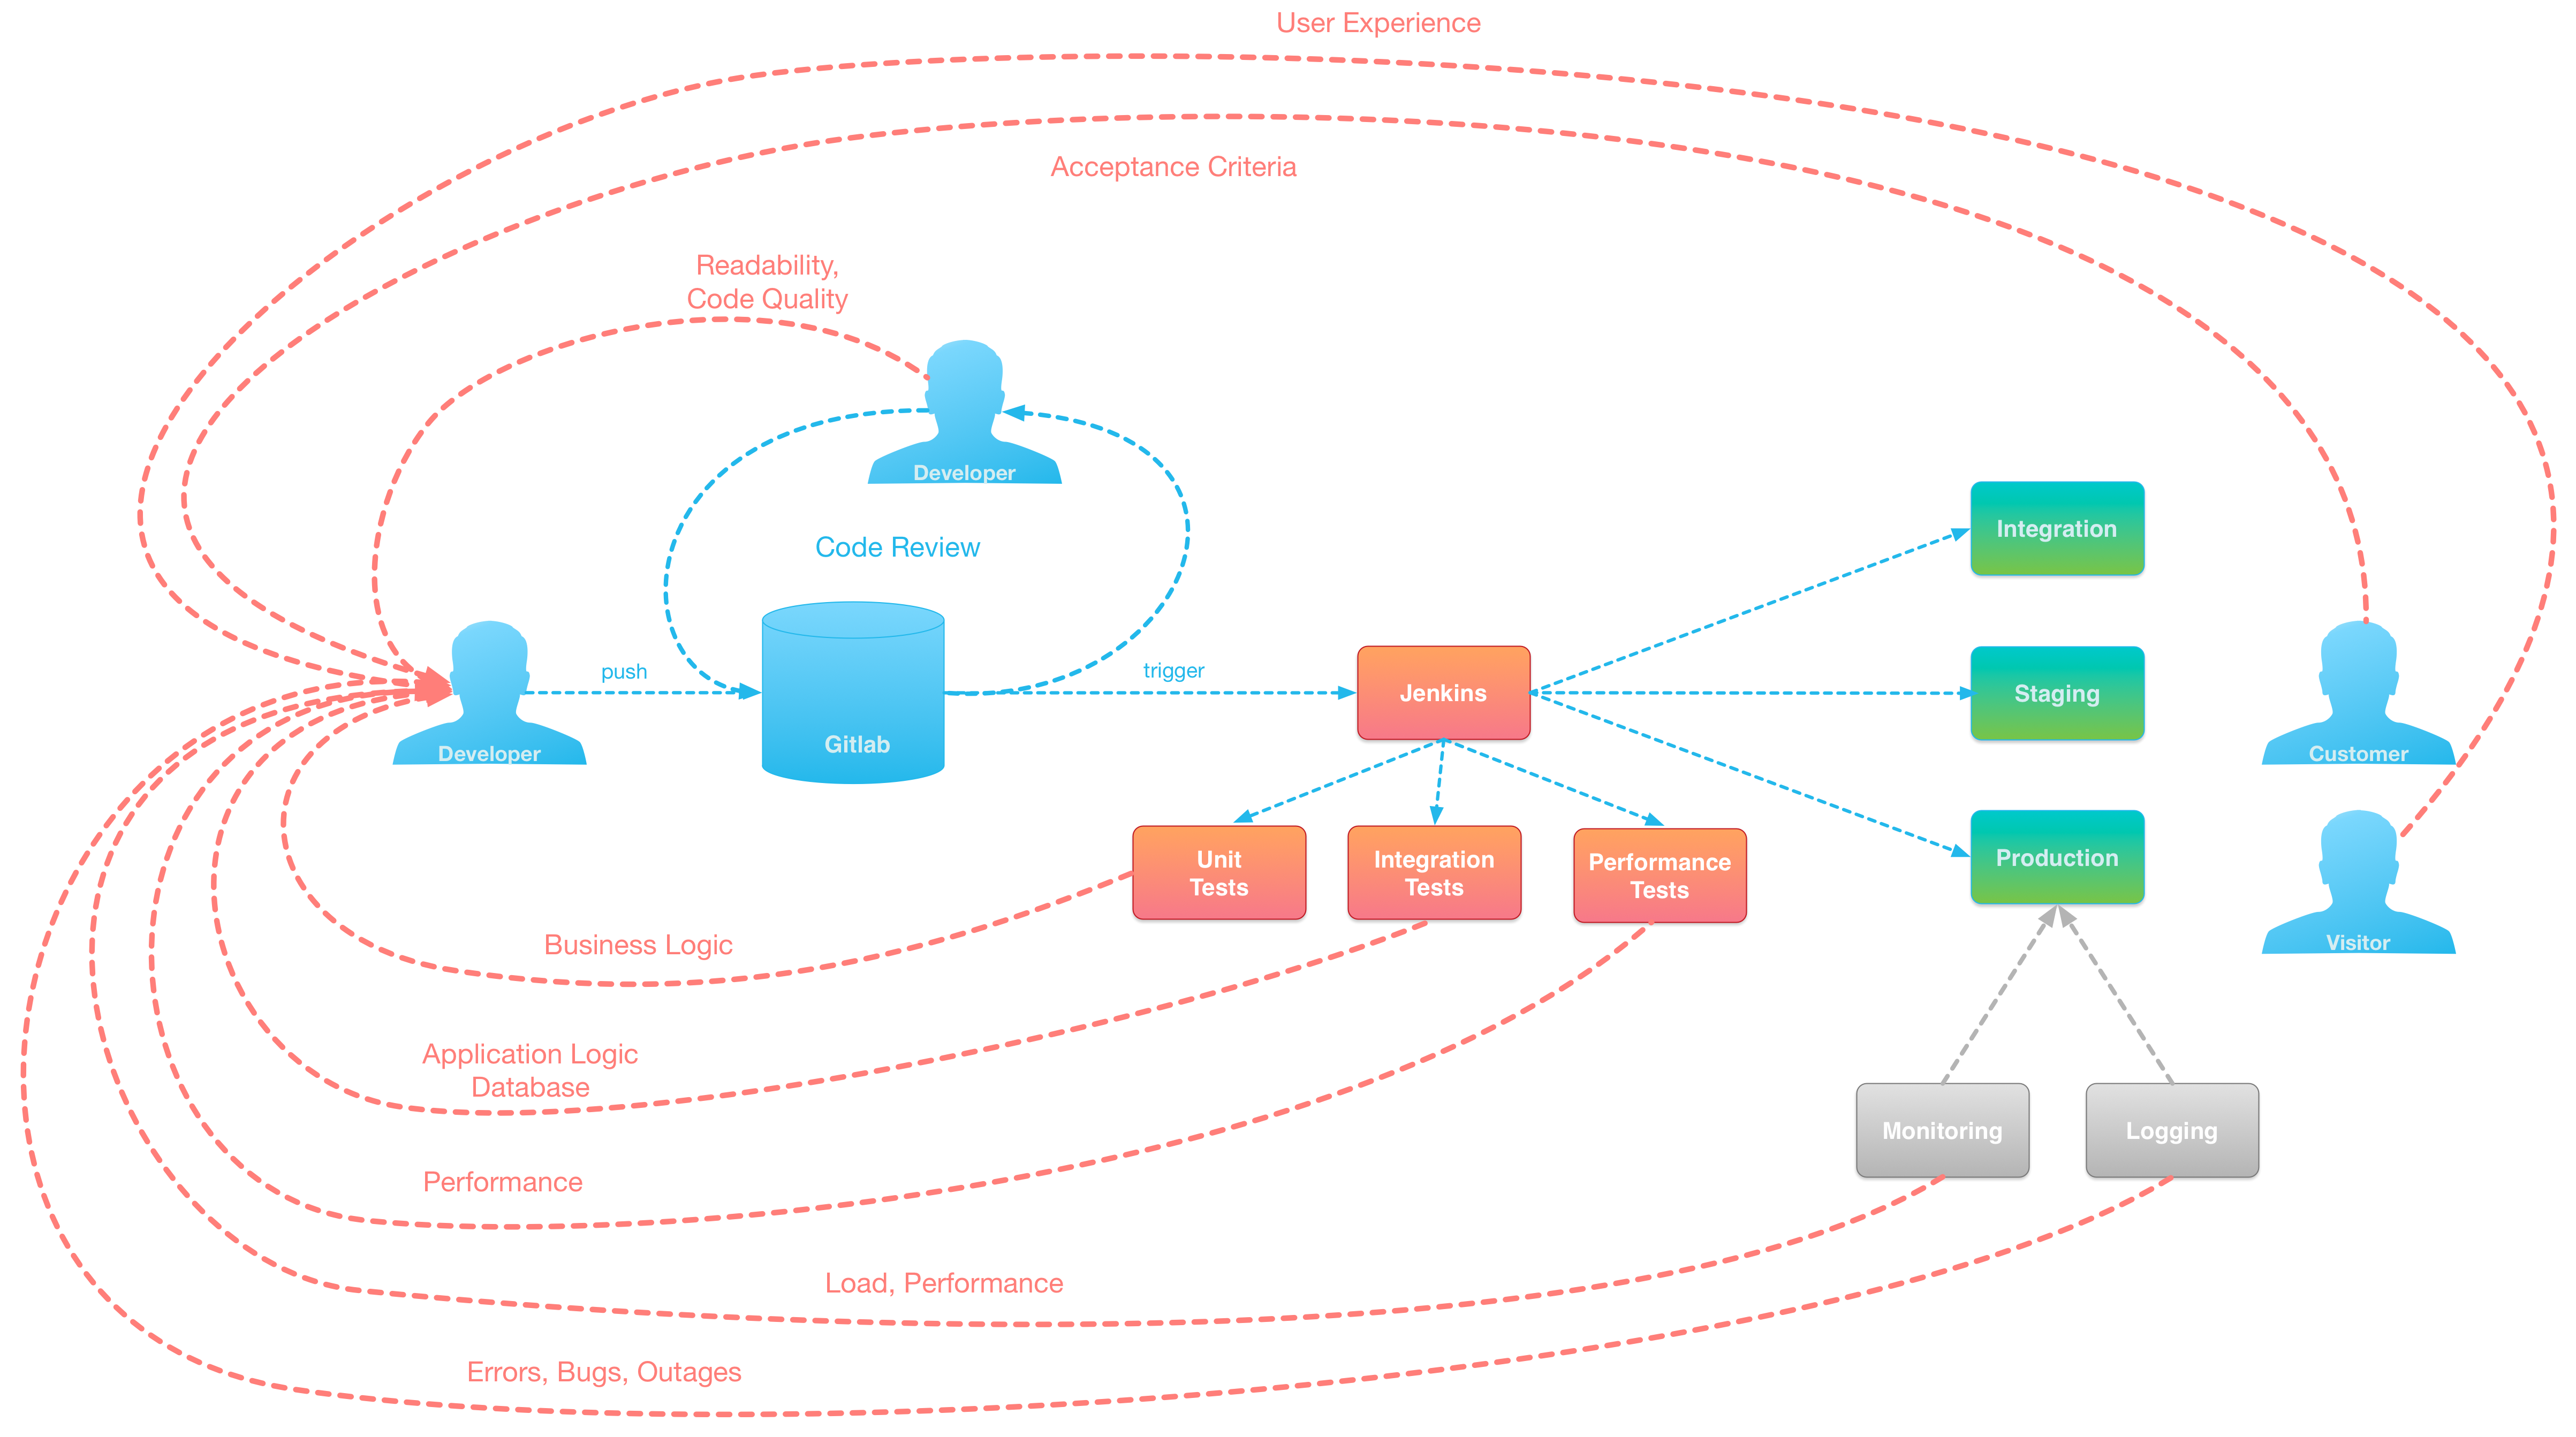 User Experience
Acceptance Criteria
Readability,
Code Quality
Developer
Code Review
Integration
push
trigger
Jenkins
Staging
Gitlab
Developer
Customer
Unit
Tests
Integration
Tests
Performance
Tests
Production
Business Logic
Visitor
Application Logic
Database
Monitoring
Logging
Performance
Load, Performance
Errors, Bugs, Outages